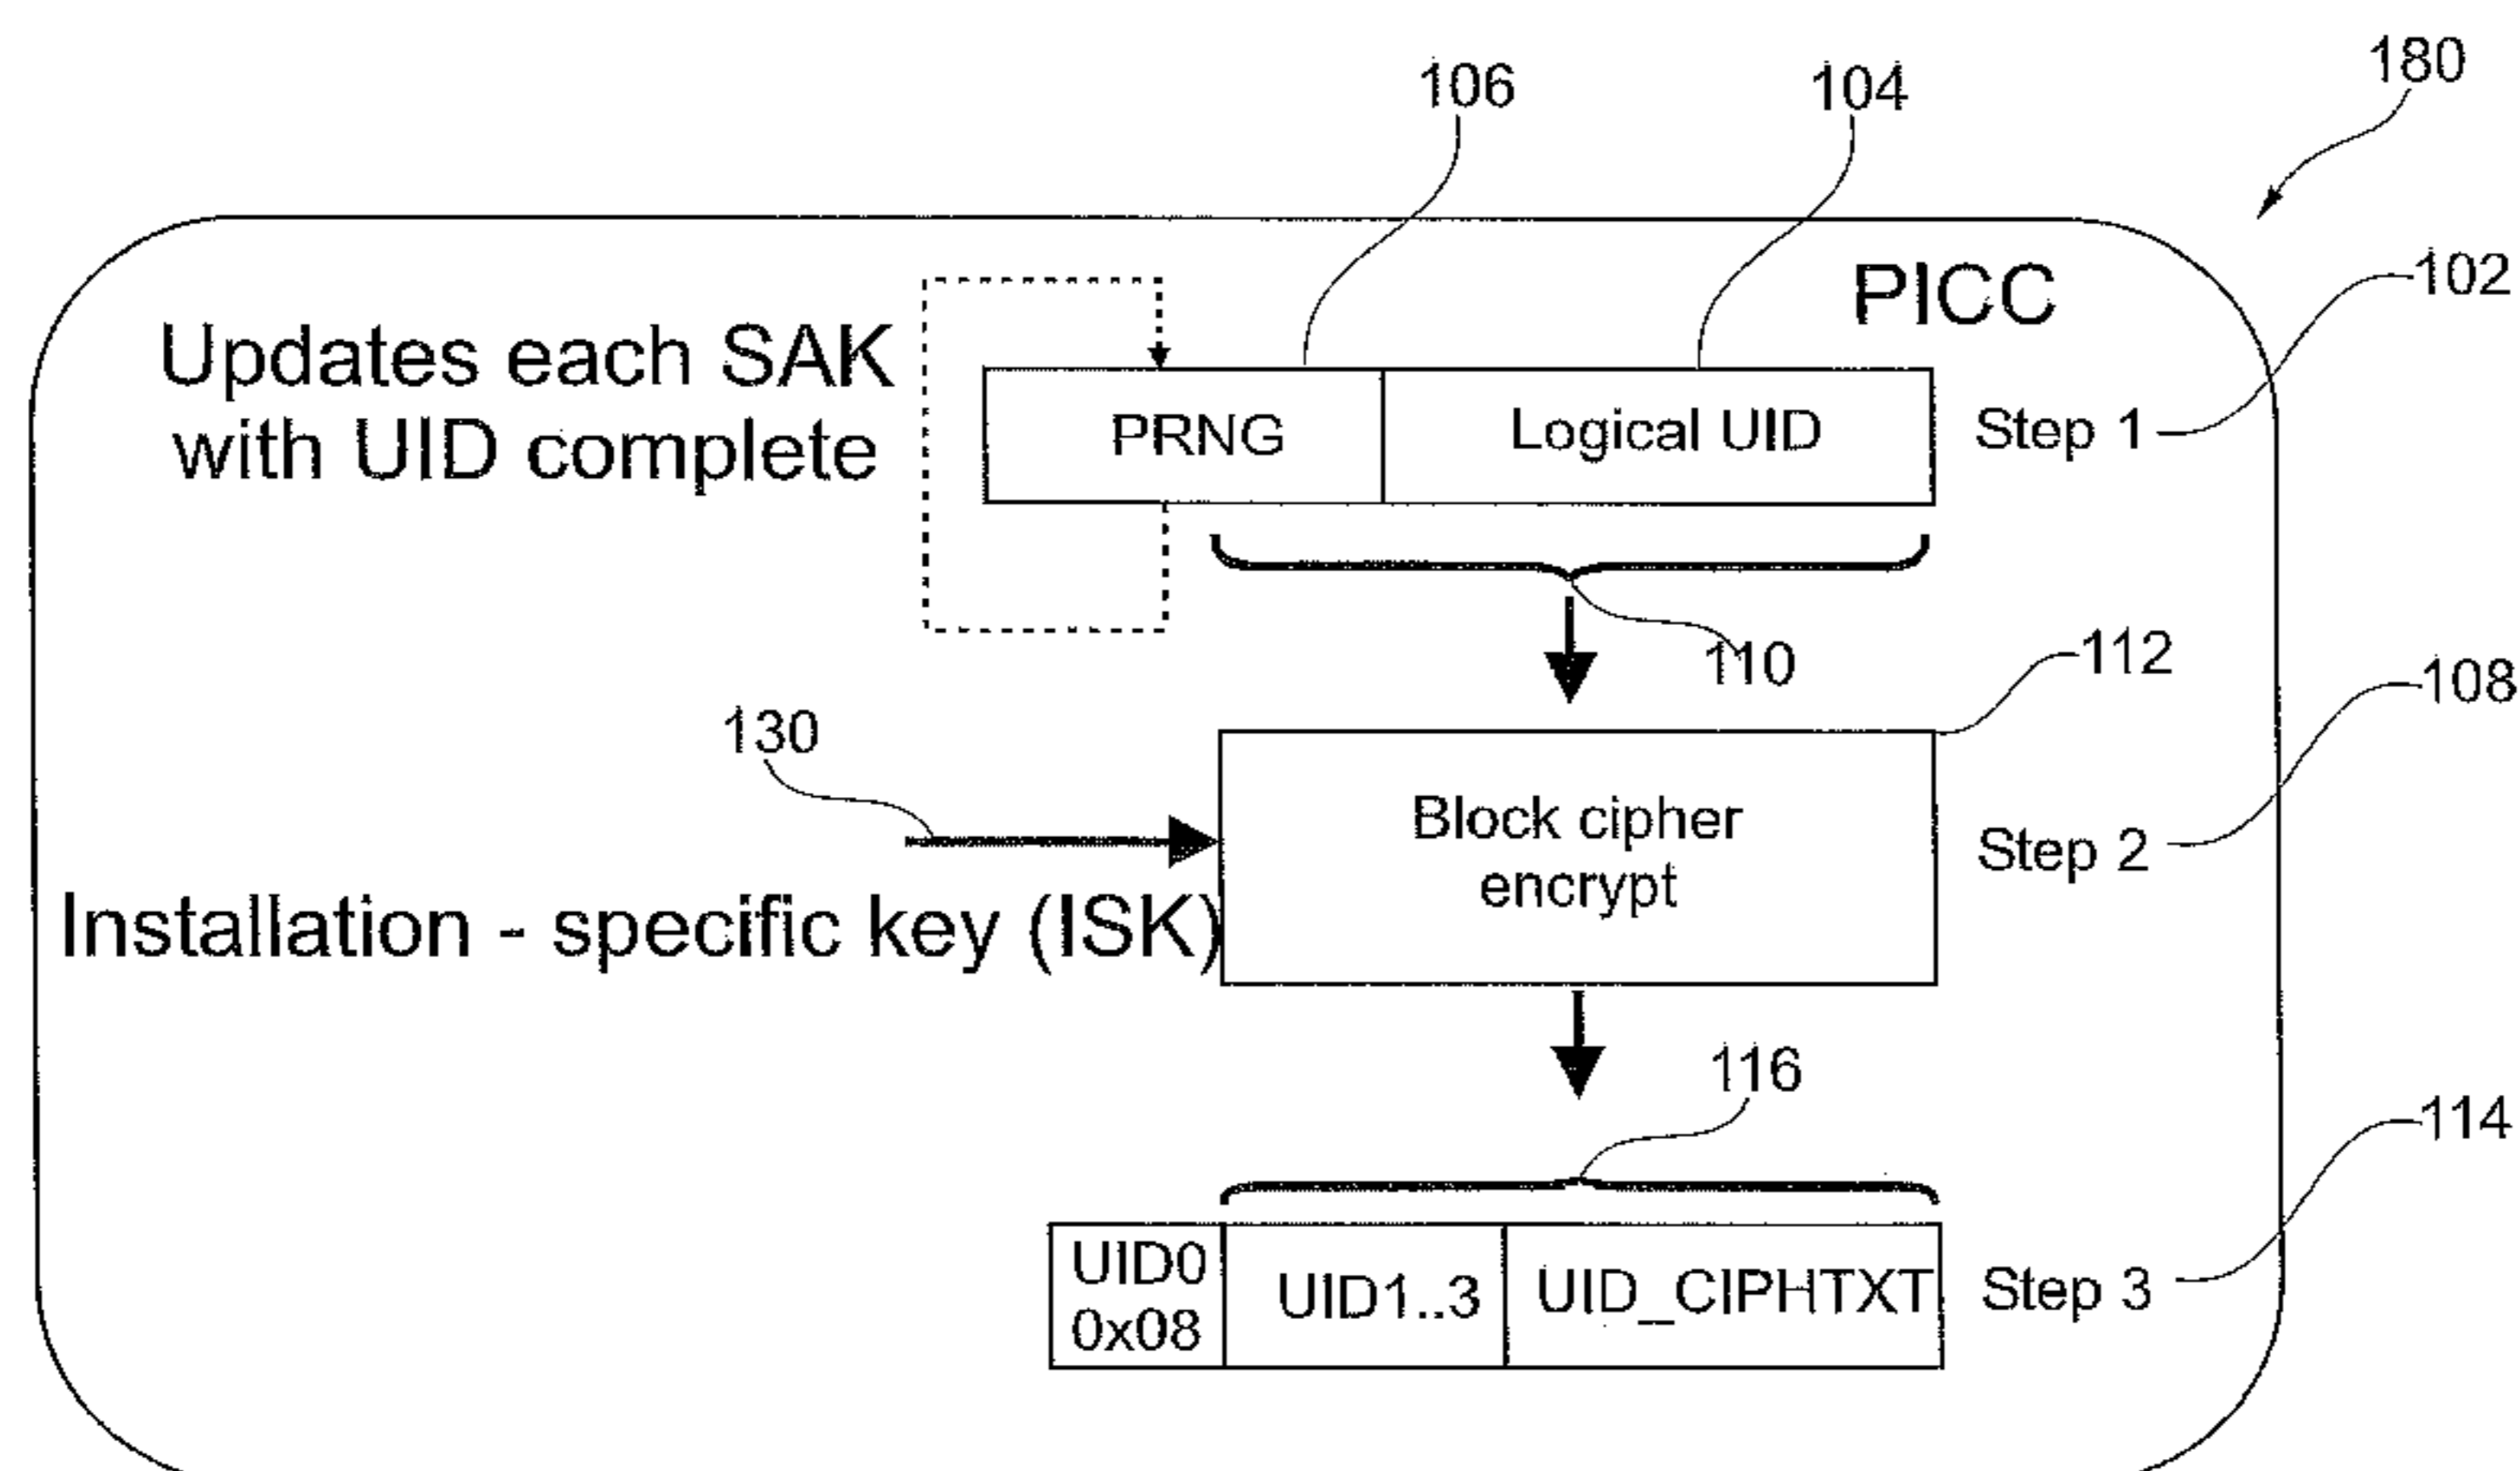 180
106
104
PICC
102
Updates each SAK
with UID complete
PRNG
Logical UID
Step 1
110
112
108
130
Block cipher
encrypt
Step 2
Installation - specific key (ISK)
116
114
UID0
0x08
UID1..3
UID_CIPHTXT
Step 3